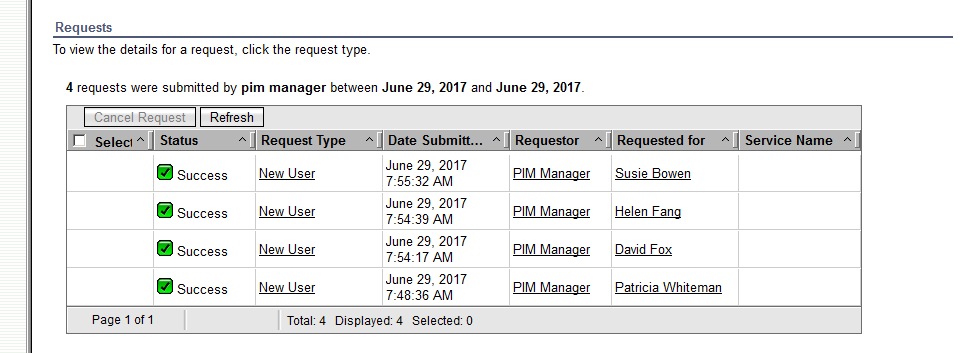 Requests
To view the details for a request, click the request type.
4 requests were submitted by pim manager between June 29, 2017 and June 29, 2017.
Cancel Request Refresh
Select ^ Status ^ Request Type ^ Date Submitt... ^ Requestor ^ Requested for ^ Service Name ^
Success New User June 29, 2017 7:55:32 AM PIM Manager Susie Bowen
Success New User June 29, 2017 7:54:39 AM PIM Manager Helen Fang
Success New User June 29, 2017 7:54:17 AM PIM Manager David Fox
Success New User June 29, 2017 7:48:36 AM PIM Manager Patricia Whiteman
Page 1 of 1 Total: 4 Displayed: 4 Selected: 0